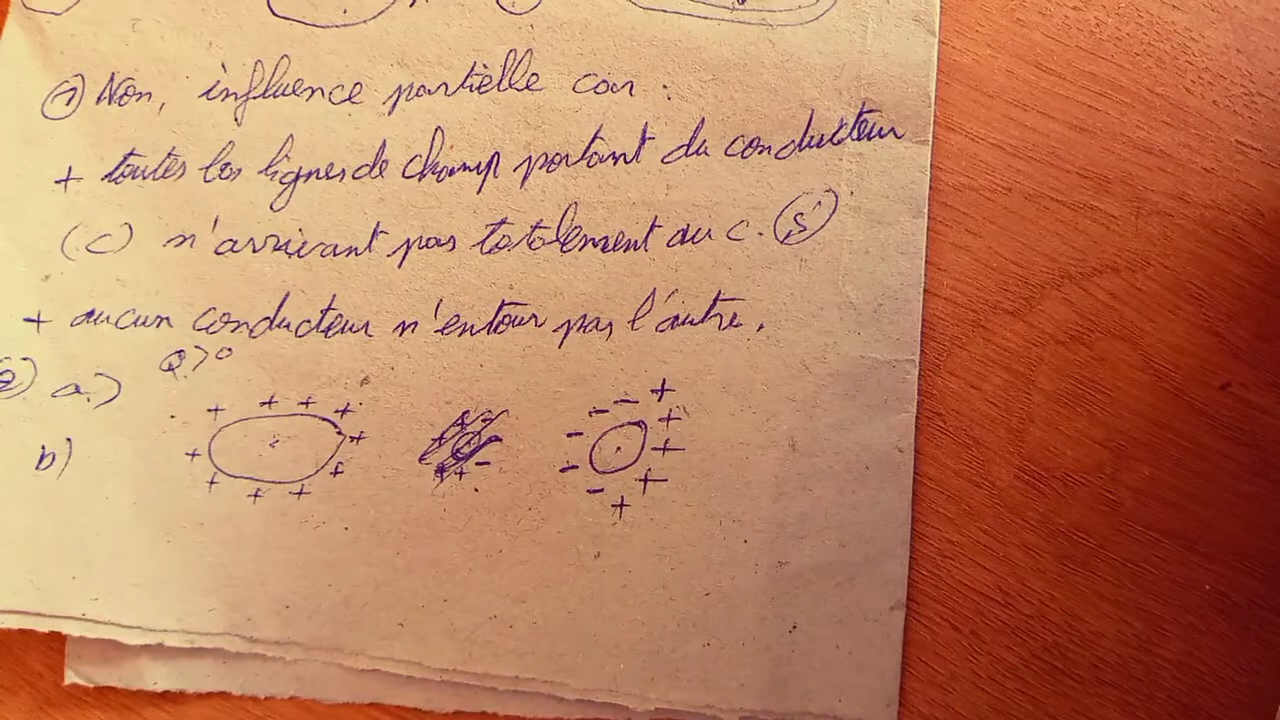 ① Non, influence partielle car :
+ toutes les lignes de champ partant du conducteur
(C) n'arrivant pas totalement au c. (S')
+ aucun conducteur n'entour pas l'autre.
2) a.) Q>0
b)
+ + + + + + + + + + - - - - - + + + + + +